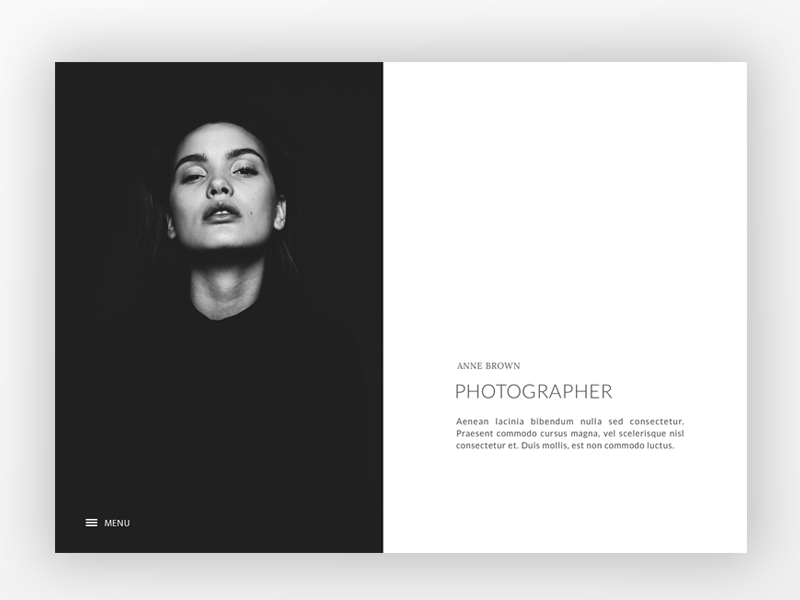 ANNE BROWN
PHOTOGRAPHER
Aenean lacinia bibendum nulla sed consectetur.
Praesent commodo cursus magna, vel scelerisque nisl
consectetur et. Duis mollis, est non commodo luctus.
MENU